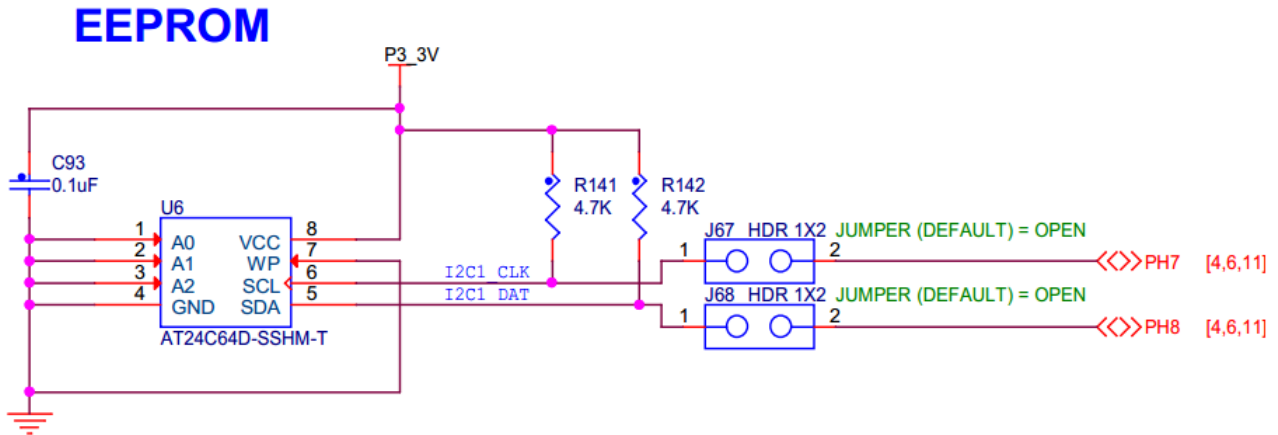 EEPROM
P3_3V
C93
0.1uF
U6
R141
4.7K
R142
4.7K
1 A0 VCC 8
2 A1 WP 7
3 A2 SCL 6
4 GND SDA 5
AT24C64D-SSHM-T
I2C1_CLK
I2C1_DAT
J67 HDR 1X2 JUMPER (DEFAULT) = OPEN
1 2 PH7 [4,6,11]
J68 HDR 1X2 JUMPER (DEFAULT) = OPEN
1 2 PH8 [4,6,11]